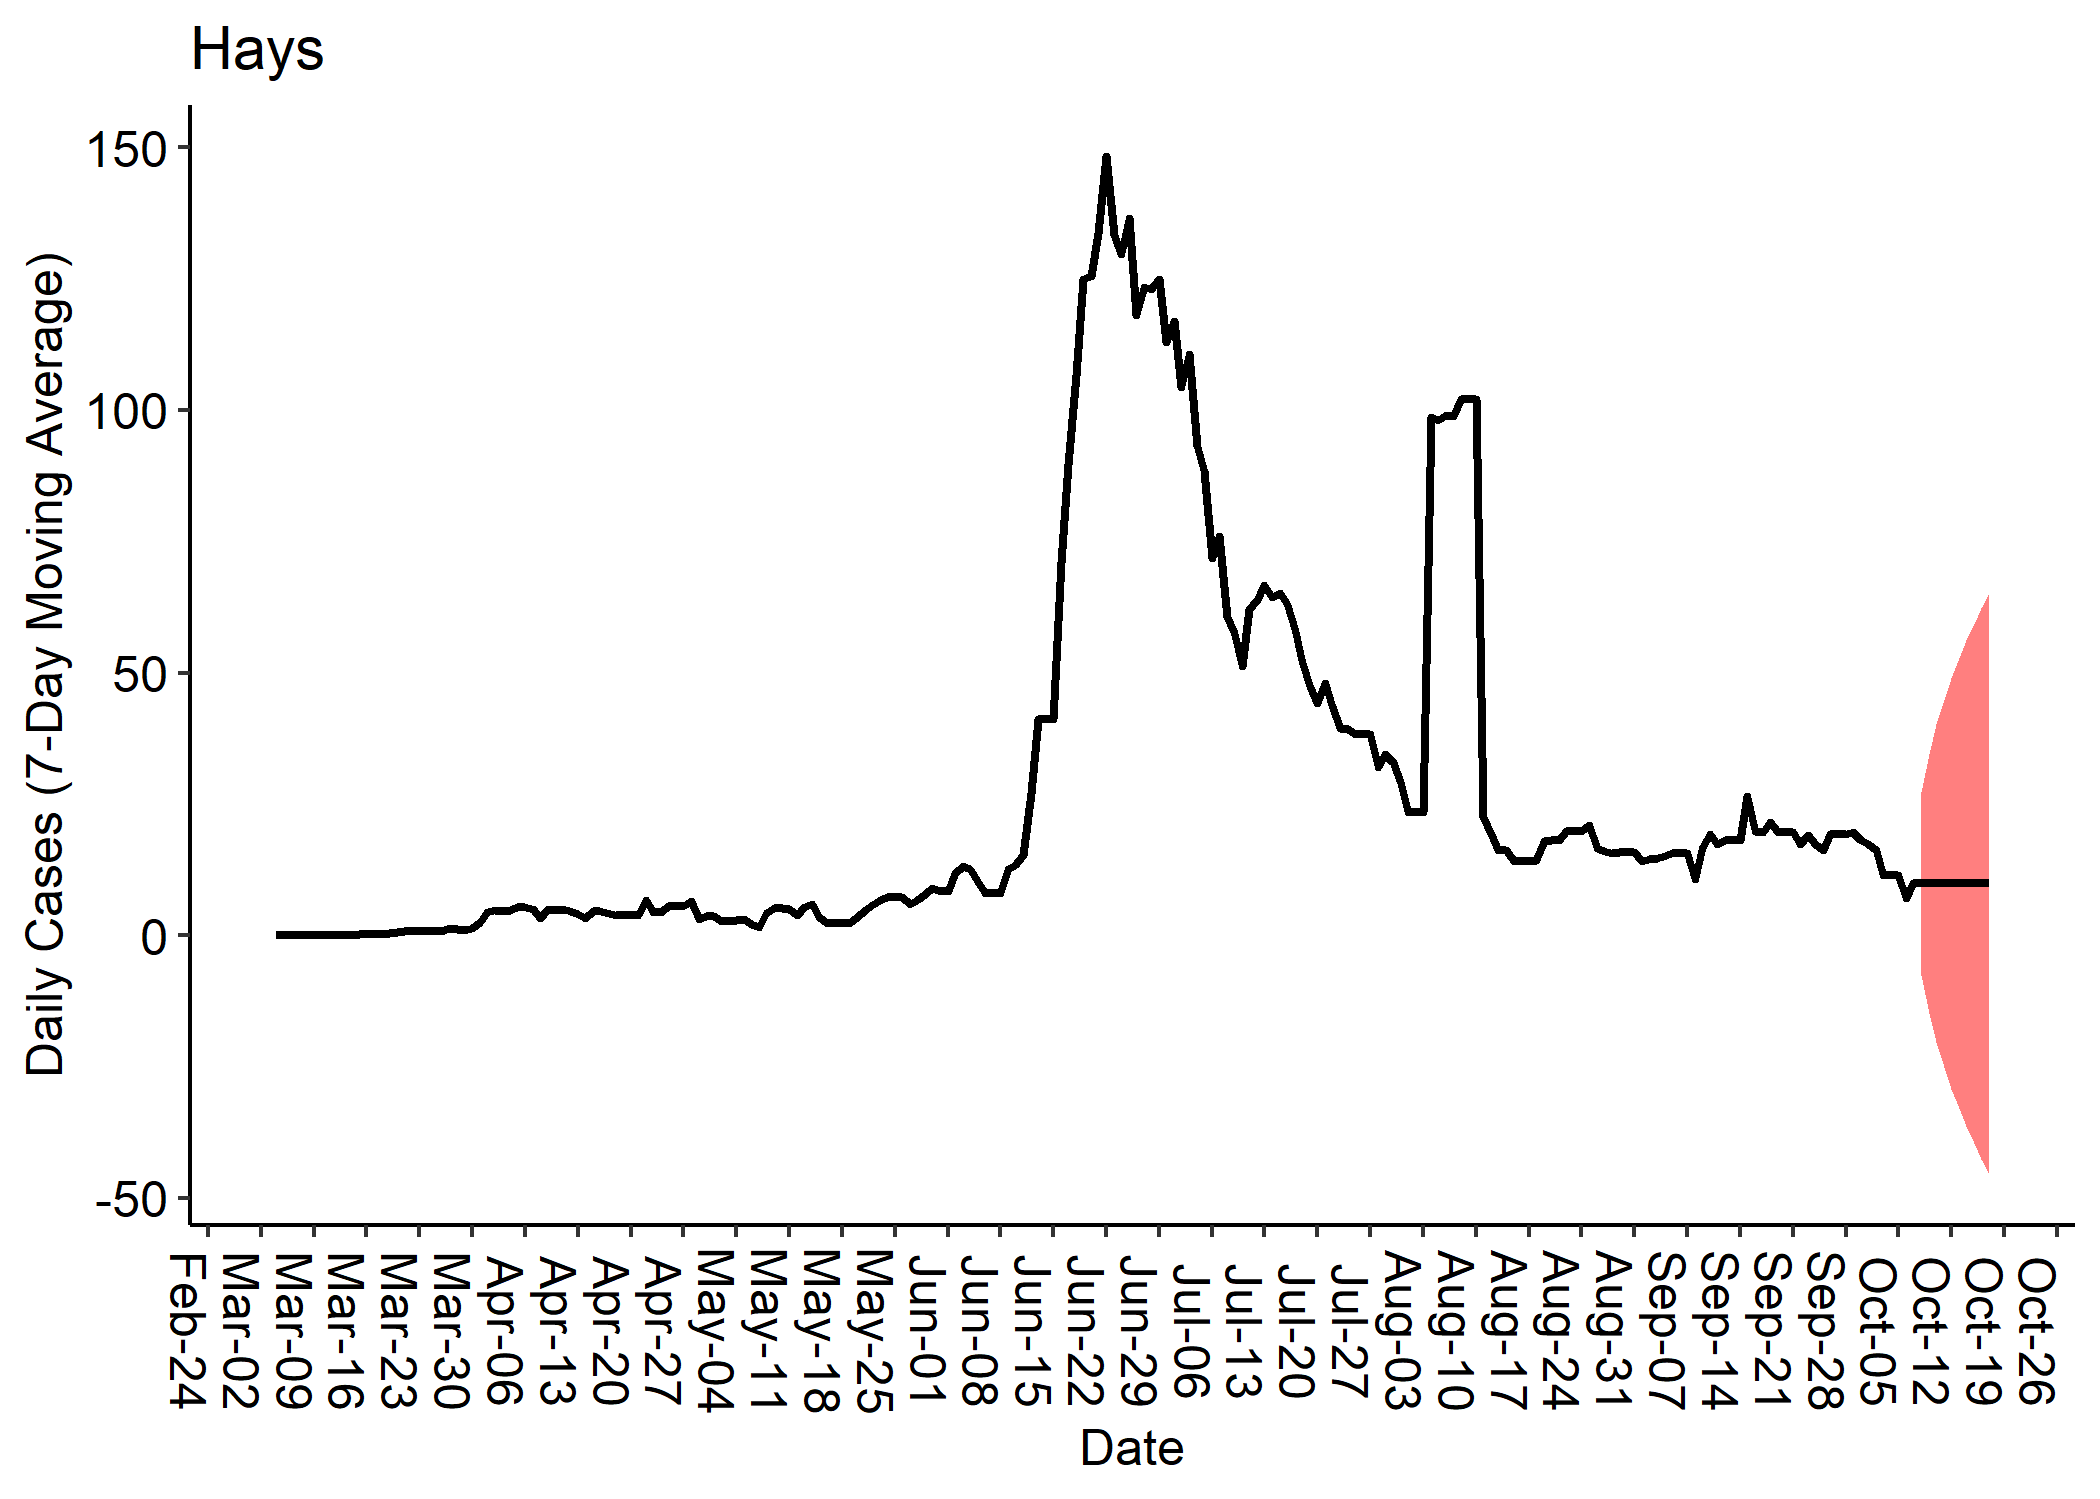 Hays
Daily Cases (7-Day Moving Average)
150
100
50
0
-50
Feb-24
Mar-02
Mar-09
Mar-16
Mar-23
Mar-30
Apr-06
Apr-13
Apr-20
Apr-27
May-04
May-11
May-18
May-25
Jun-01
Jun-08
Jun-15
Jun-22
Jun-29
Jul-06
Jul-13
Jul-20
Jul-27
Aug-03
Aug-10
Aug-17
Aug-24
Aug-31
Sep-07
Sep-14
Sep-21
Sep-28
Oct-05
Oct-12
Oct-19
Oct-26
Date